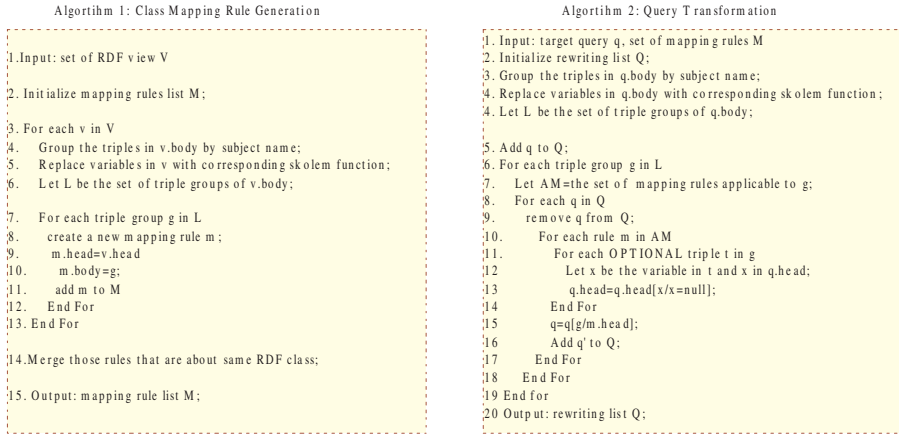 Algortihm 1: Class Mapping Rule Generation
1.Input: set of RDF view V
2. Initialize mapping rules list M;
3. For each v in V
4. Group the triples in v.body by subject name;
5. Replace variables in v with corresponding skolem function;
6. Let L be the set of triple groups of v.body;
7. For each triple group g in L
8. create a new mapping rule m;
9. m.head=v.head
10. m.body=g;
11. add m to M
12. End For
13. End For
14.Merge those rules that are about same RDF class;
15. Output: mapping rule list M;
Algortihm 2: Query Transformation
1. Input: target query q, set of mapping rules M
2. Initialize rewriting list Q;
3. Group the triples in q.body by subject name;
4. Replace variables in q.body with corresponding skolem function;
4. Let L be the set of triple groups of q.body;
5. Add q to Q;
6. For each triple group g in L
7. Let AM=the set of mapping rules applicable to g;
8. For each q in Q
9. remove q from Q;
10. For each rule m in AM
11. For each OPTIONAL triple t in g
12 Let x be the variable in t and x in q.head;
13 q.head=q.head[x/x=null];
14 End For
15 q=q[g/m.head];
16 Add q' to Q;
17 End For
18 End For
19 End for
20 Output: rewriting list Q;